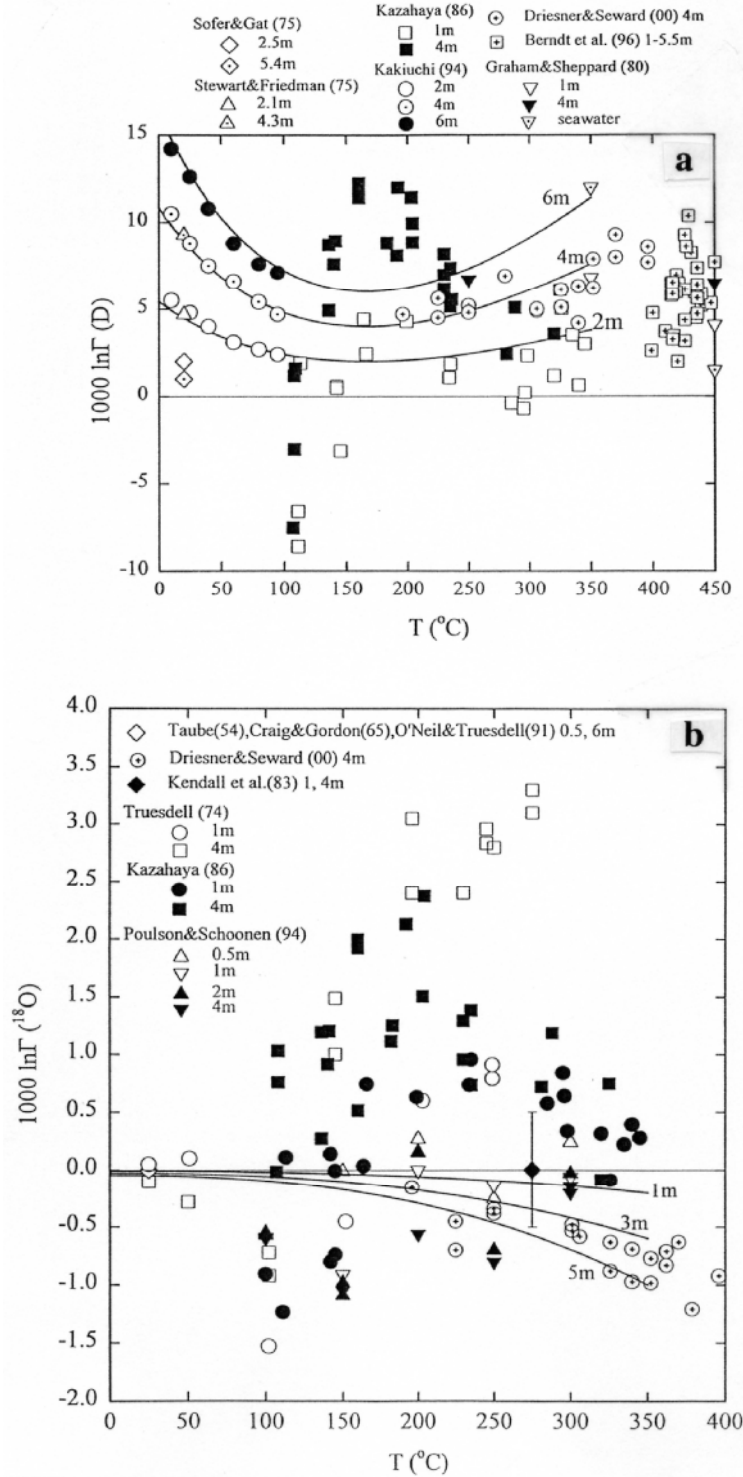 Sofer&Gat (75)
2.5m
5.4m
Stewart&Friedman (75)
2.1m
4.3m
Kazahaya (86)
1m
4m
Kakiuchi (94)
2m
4m
6m
Driesner&Seward (00) 4m
Berndt et al. (96) 1-5.5m
Graham&Sheppard (80)
1m
4m
seawater
a
15
10
5
0
-5
-10
1000 lnΓ (D)
6m
4m
2m
0 50 100 150 200 250 300 350 400 450
T (°C)
b
Taube(54),Craig&Gordon(65),O'Neil&Truesdell(91) 0.5, 6m
Driesner&Seward (00) 4m
Kendall et al.(83) 1, 4m
Truesdell (74)
1m
4m
Kazahaya (86)
1m
4m
Poulson&Schoonen (94)
0.5m
1m
2m
4m
4.0
3.5
3.0
2.5
2.0
1.5
1.0
0.5
0.0
-0.5
-1.0
-1.5
-2.0
1000 lnΓ (¹⁸O)
1m
3m
5m
0 50 100 150 200 250 300 350 400
T (°C)